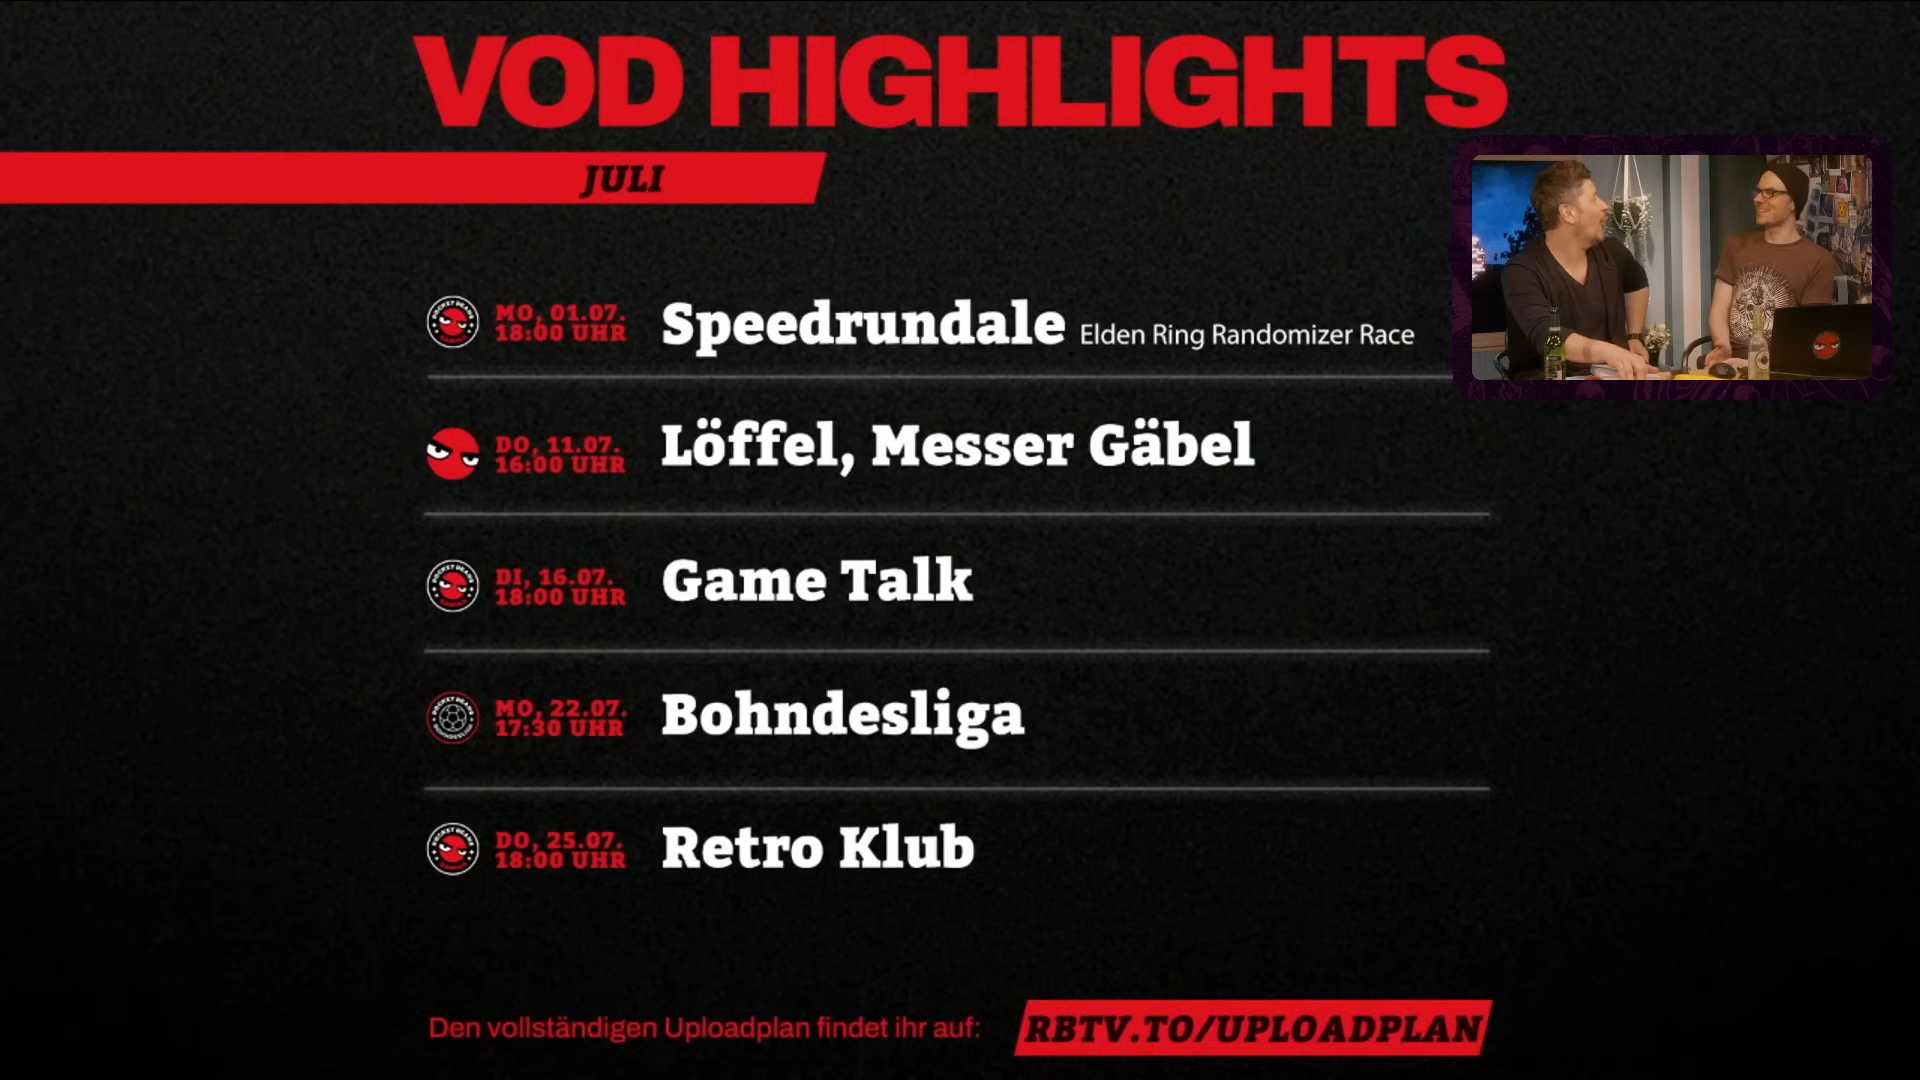 VOD HIGHLIGHTS
JULI
MO, 01.07.
18:00 UHR
Speedrundale Elden Ring Randomizer Race
DO, 11.07.
16:00 UHR
Löffel, Messer Gäbel
DI, 16.07.
18:00 UHR
Game Talk
MO, 22.07.
17:30 UHR
Bohndesliga
DO, 25.07.
18:00 UHR
Retro Klub
Den vollständigen Uploadplan findet ihr auf:
RBTV.TO/UPLOADPLAN